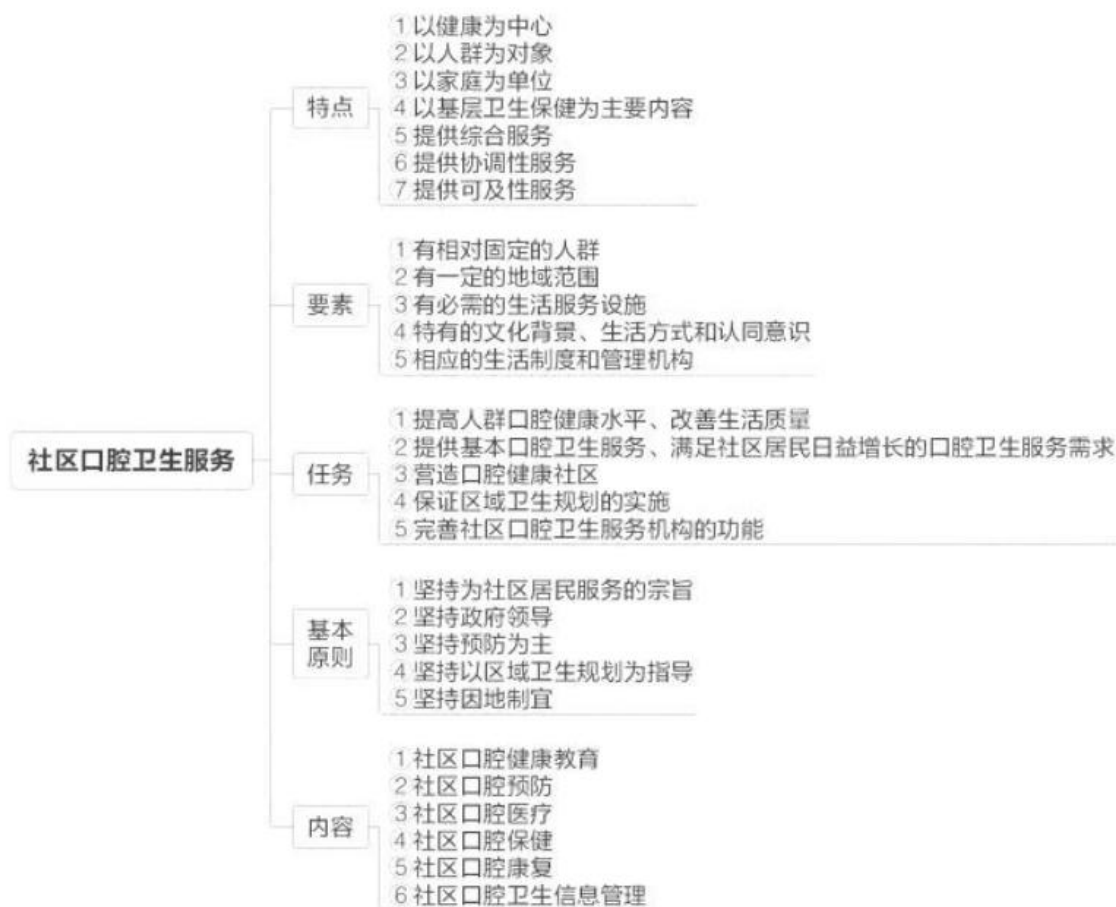 社区口腔卫生服务
特点
①以健康为中心
②以人群为对象
③以家庭为单位
④以基层卫生保健为主要内容
⑤提供综合服务
⑥提供协调性服务
⑦提供可及性服务
要素
①有相对固定的人群
②有一定的地域范围
③有必需的生活服务设施
④特有的文化背景、生活方式和认同意识
⑤相应的生活制度和管理机构
任务
①提高人群口腔健康水平、改善生活质量
②提供基本口腔卫生服务、满足社区居民日益增长的口腔卫生服务需求
③营造口腔健康社区
④保证区域卫生规划的实施
⑤完善社区口腔卫生服务机构的功能
基本
原则
①坚持为社区居民服务的宗旨
②坚持政府领导
③坚持预防为主
④坚持以区域卫生规划为指导
⑤坚持因地制宜
内容
①社区口腔健康教育
②社区口腔预防
③社区口腔医疗
④社区口腔保健
⑤社区口腔康复
⑥社区口腔卫生信息管理